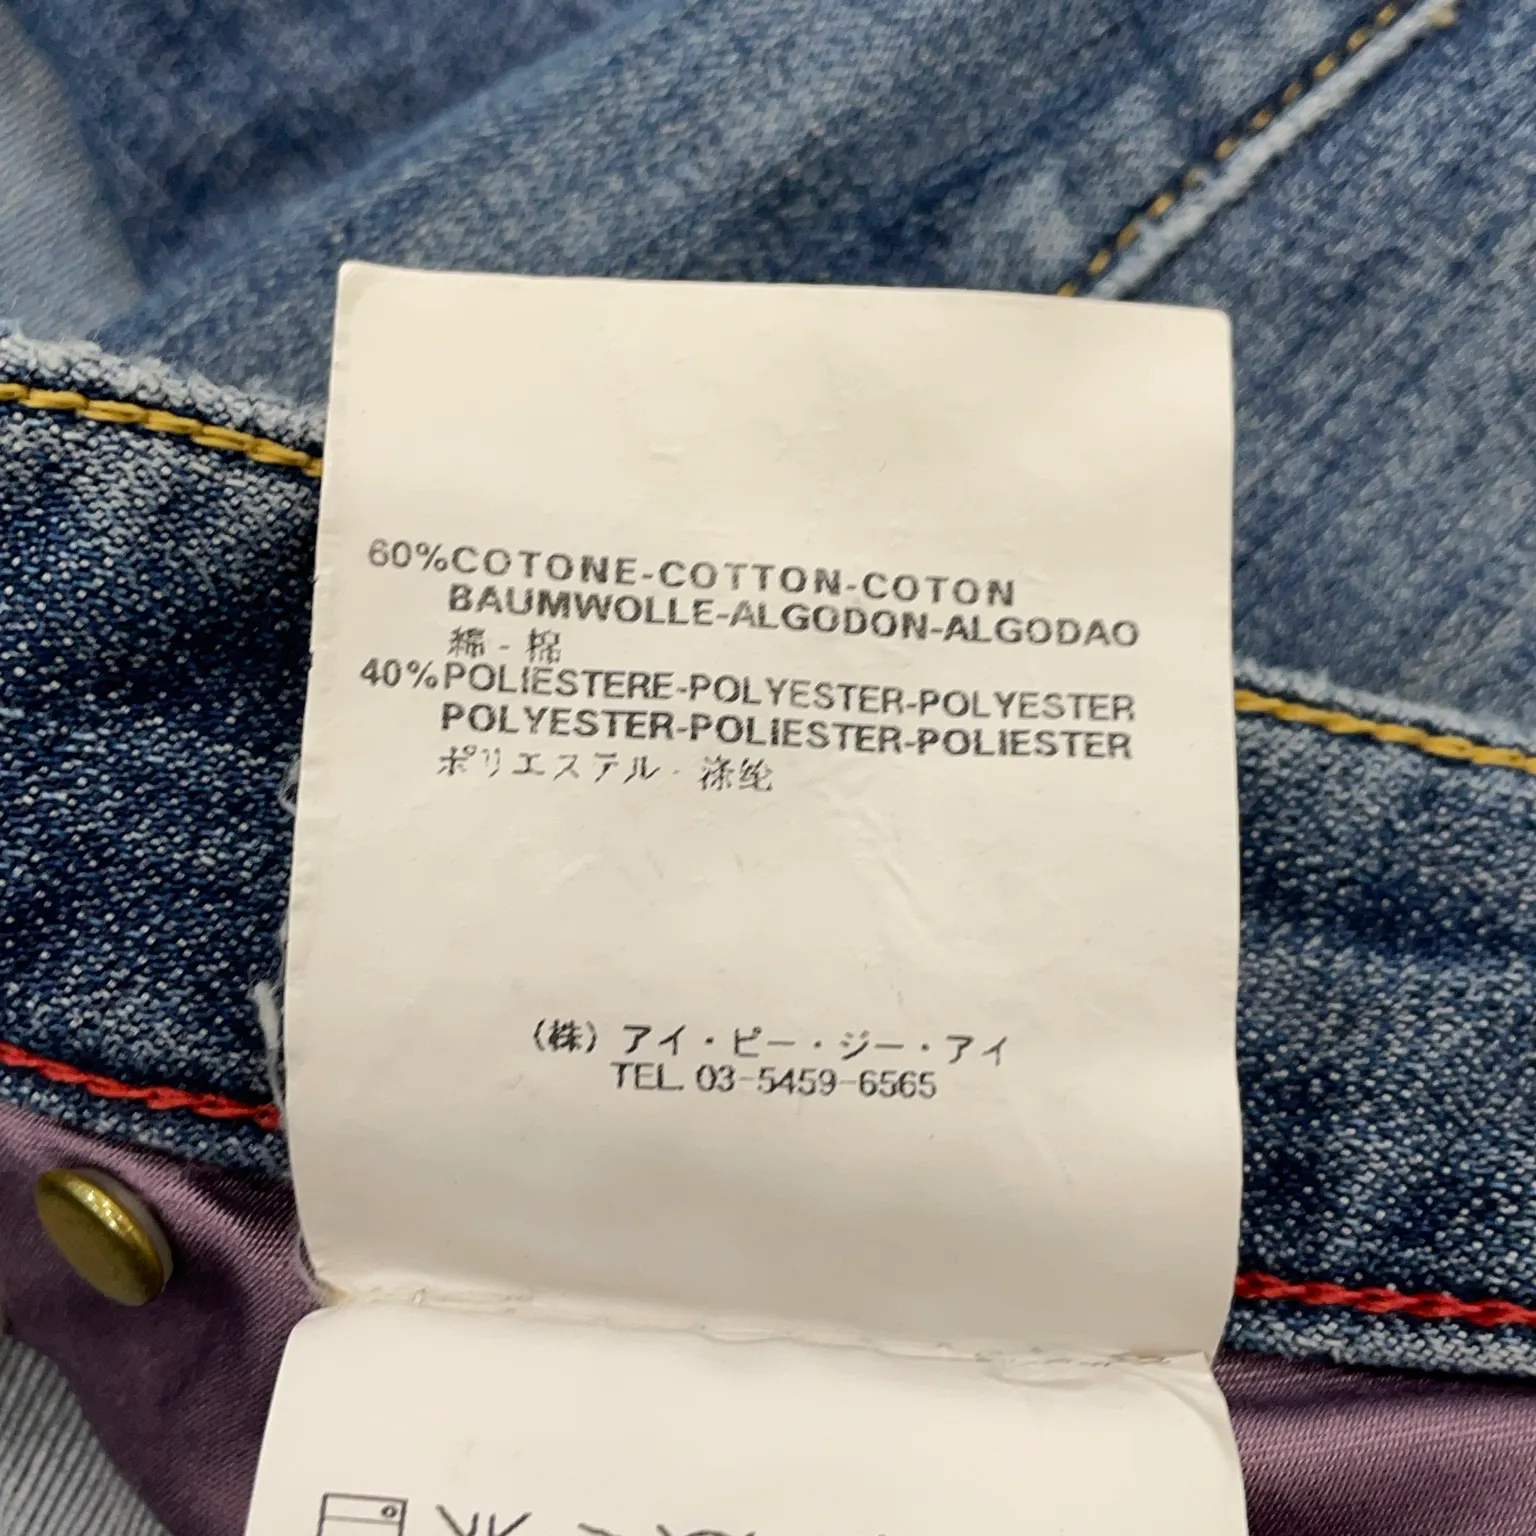 60%COTONE-COTTON-COTON
BAUMWOLLE-ALGODON-ALGODAO
綿 - 棉
40%POLIESTERE-POLYESTER-POLYESTER
POLYESTER-POLIESTER-POLIESTER
ポリエステル - 涤纶
(株) アイ・ピー・ジー・アイ
TEL. 03-5459-6565